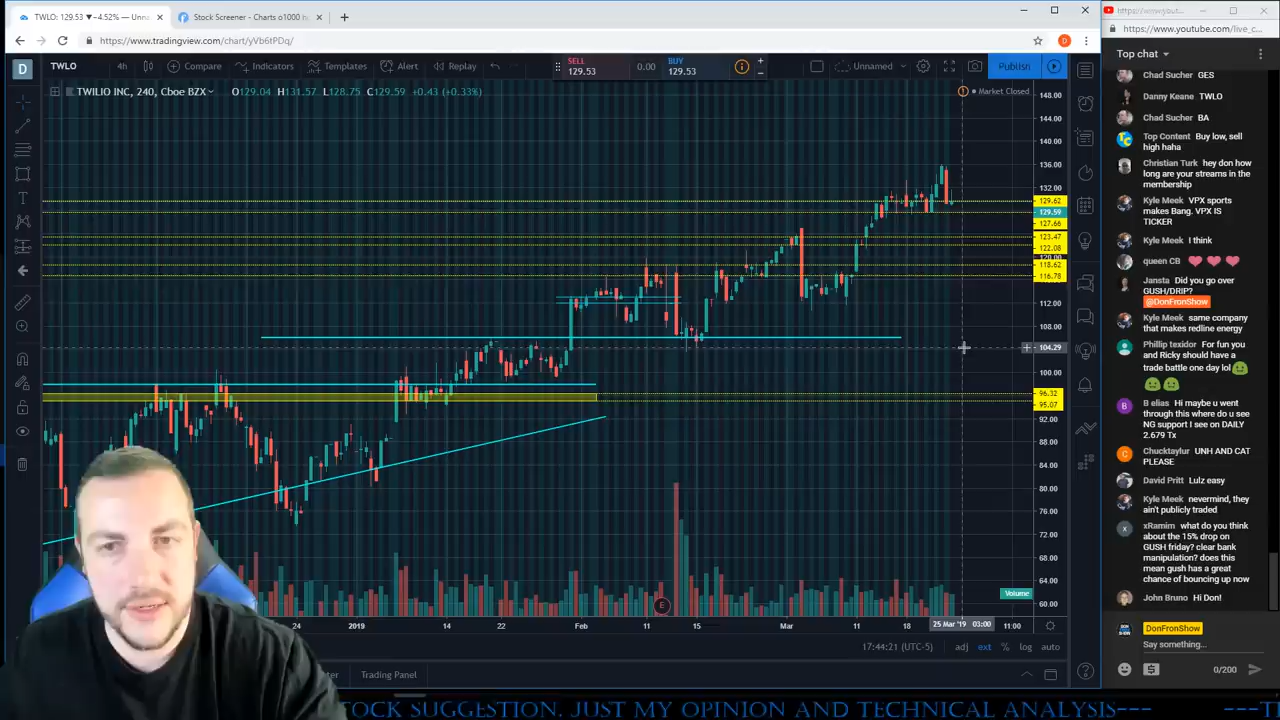 TWLO: 129.53 ▼−4.52% — Unna
Stock Screener - Charts o1000 b
https://www.tradingview.com/chart/yVb6tPDq/
D
TWLO
4h
Compare
Indicators
Templates
Alert
Replay
SELL
129.53
0.00
BUY
129.53
Unnamed
Publish
TWILIO INC, 240, Cboe BZX
O129.04 H131.57 L128.75 C129.59 +0.43 (+0.33%)
Market Closed
148.00
144.00
140.00
136.00
132.00
129.62
129.59
127.66
123.47
122.08
120.00
118.62
116.78
112.00
108.00
104.29
100.00
96.32
95.07
92.00
88.00
84.00
80.00
76.00
72.00
68.00
64.00
60.00
Volume
E
24
2019
14
22
Feb
11
15
Mar
11
18
25 Mar '19 03:00
11:00
17:44:21 (UTC-5)
adj
ext
%
log
auto
Trading Panel
STOCK SUGGESTION. JUST MY OPINION AND TECHNICAL ANALYSIS---
https://www.yout
https://www.youtube.com/live_c...
Top chat
Chad Sucher GES
Danny Keane TWLO
Chad Sucher BA
Top Content Buy low, sell
high haha
Christian Turk hey don how
long are your streams in the
membership
Kyle Meek VPX sports
makes Bang. VPX IS
TICKER
Kyle Meek I think
queen CB
Jansta Did you go over
GUSH/DRIP?
@DonFronShow
Kyle Meek same company
that makes redline energy
Phillip texidor For fun you
and Ricky should have a
trade battle one day lol
B elias Hi maybe u went
through this where do u see
NG support I see on DAILY
2.679 Tx
Chucktaylur UNH AND CAT
PLEASE
David Pritt Lulz easy
Kyle Meek nevermind, they
ain't publicly traded
xRamim what do you think
about the 15% drop on
GUSH friday? clear bank
manipulation? does this
mean gush has a great
chance of bouncing up now
John Bruno Hi Don!
DonFronShow
Say something...
0/200